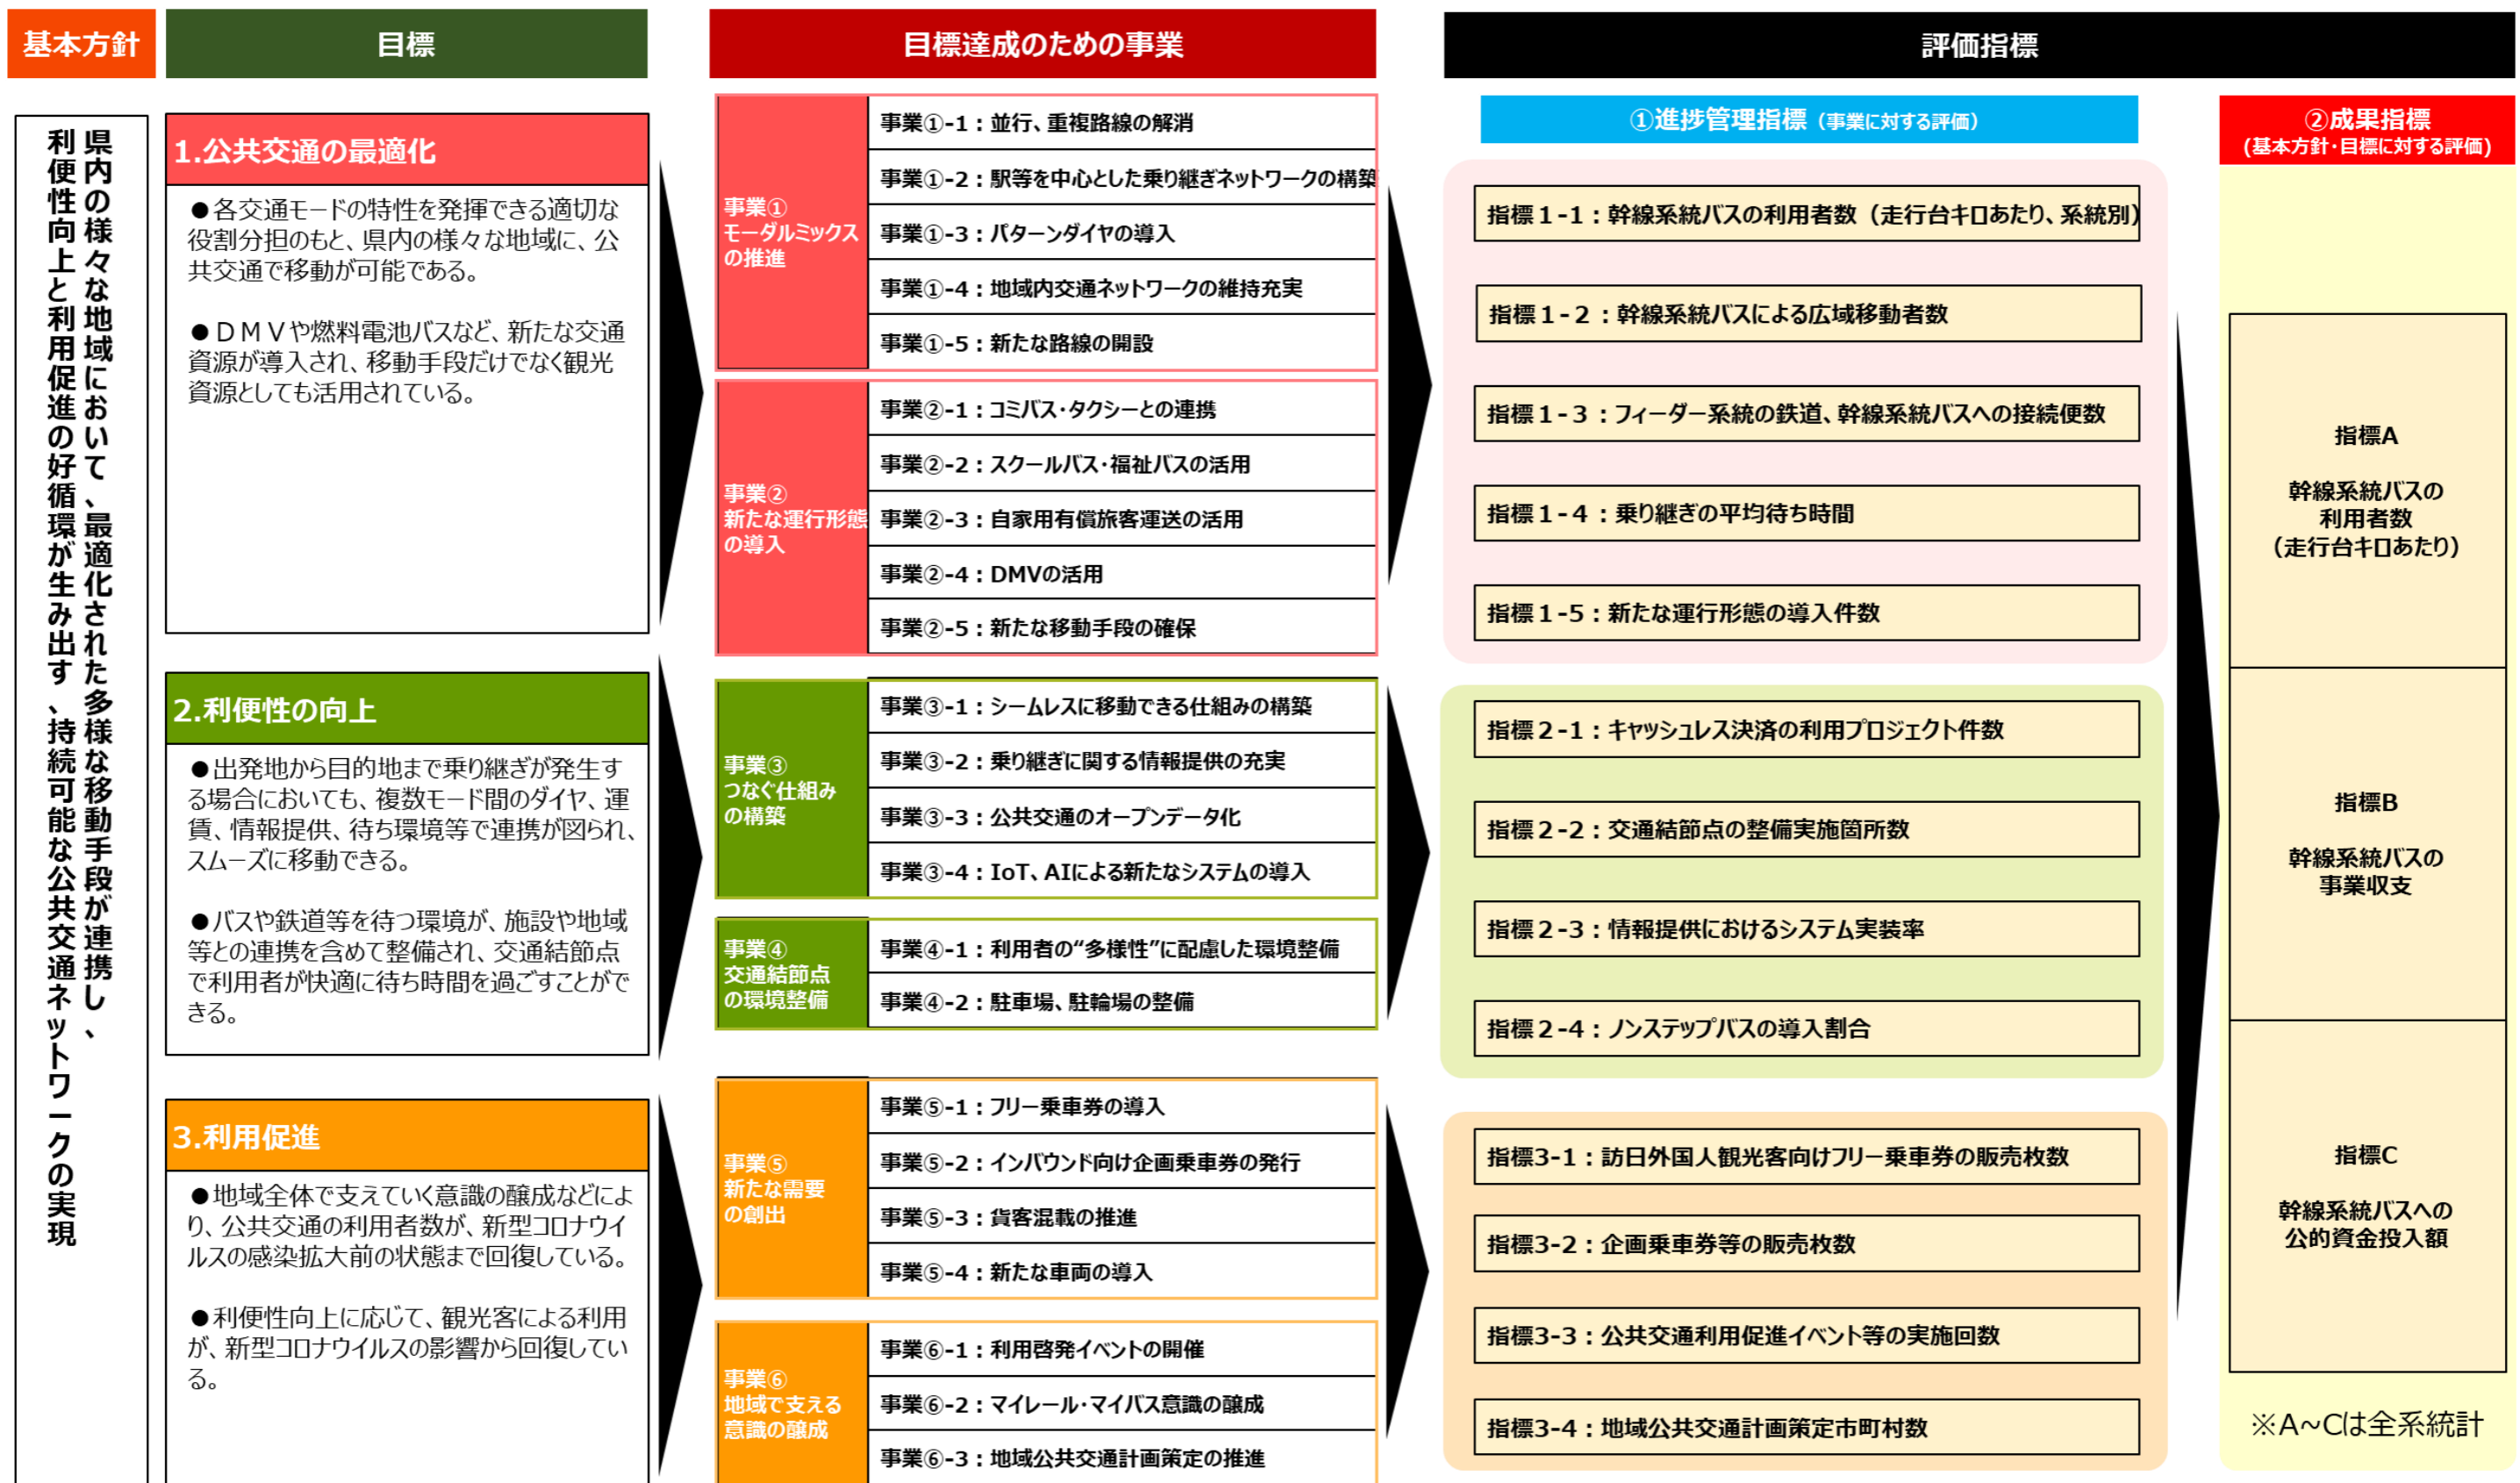 基本方針
目標
目標達成のための事業
評価指標
県内の様々な地域において、最適化された多様な移動手段が連携し、
利便性向上と利用促進の好循環が生み出す、持続可能な公共交通ネットワークの実現
1.公共交通の最適化
●各交通モードの特性を発揮できる適切な
役割分担のもと、県内の様々な地域に、公
共交通で移動が可能である。
●ＤＭＶや燃料電池バスなど、新たな交通
資源が導入され、移動手段だけでなく観光
資源としても活用されている。
2.利便性の向上
●出発地から目的地まで乗り継ぎが発生す
る場合においても、複数モード間のダイヤ、運
賃、情報提供、待ち環境等で連携が図られ、
スムーズに移動できる。
●バスや鉄道等を待つ環境が、施設や地域
等との連携を含めて整備され、交通結節点
で利用者が快適に待ち時間を過ごすことがで
きる。
3.利用促進
●地域全体で支えていく意識の醸成などによ
り、公共交通の利用者数が、新型コロナウイ
ルスの感染拡大前の状態まで回復している。
●利便性向上に応じて、観光客による利用
が、新型コロナウイルスの影響から回復してい
る。
事業①
モーダルミックス
の推進
事業①-1：並行、重複路線の解消
事業①-2：駅等を中心とした乗り継ぎネットワークの構築
事業①-3：パターンダイヤの導入
事業①-4：地域内交通ネットワークの維持充実
事業①-5：新たな路線の開設
事業②
新たな運行形態
の導入
事業②-1：コミバス・タクシーとの連携
事業②-2：スクールバス・福祉バスの活用
事業②-3：自家用有償旅客運送の活用
事業②-4：DMVの活用
事業②-5：新たな移動手段の確保
事業③
つなぐ仕組み
の構築
事業③-1：シームレスに移動できる仕組みの構築
事業③-2：乗り継ぎに関する情報提供の充実
事業③-3：公共交通のオープンデータ化
事業③-4：IoT、AIによる新たなシステムの導入
事業④
交通結節点
の環境整備
事業④-1：利用者の“多様性”に配慮した環境整備
事業④-2：駐車場、駐輪場の整備
事業⑤
新たな需要
の創出
事業⑤-1：フリー乗車券の導入
事業⑤-2：インバウンド向け企画乗車券の発行
事業⑤-3：貨客混載の推進
事業⑤-4：新たな車両の導入
事業⑥
地域で支える
意識の醸成
事業⑥-1：利用啓発イベントの開催
事業⑥-2：マイレール・マイバス意識の醸成
事業⑥-3：地域公共交通計画策定の推進
①進捗管理指標（事業に対する評価）
指標１-1：幹線系統バスの利用者数（走行台キロあたり、系統別）
指標１-２：幹線系統バスによる広域移動者数
指標１-３：フィーダー系統の鉄道、幹線系統バスへの接続便数
指標１-４：乗り継ぎの平均待ち時間
指標１-5：新たな運行形態の導入件数
指標２-１：キャッシュレス決済の利用プロジェクト件数
指標２-２：交通結節点の整備実施箇所数
指標２-３：情報提供におけるシステム実装率
指標２-４：ノンステップバスの導入割合
指標3-1：訪日外国人観光客向けフリー乗車券の販売枚数
指標3-2：企画乗車券等の販売枚数
指標3-3：公共交通利用促進イベント等の実施回数
指標3-4：地域公共交通計画策定市町村数
②成果指標
(基本方針・目標に対する評価)
指標A
幹線系統バスの
利用者数
（走行台キロあたり）
指標B
幹線系統バスの
事業収支
指標C
幹線系統バスへの
公的資金投入額
※A~Cは全系統計